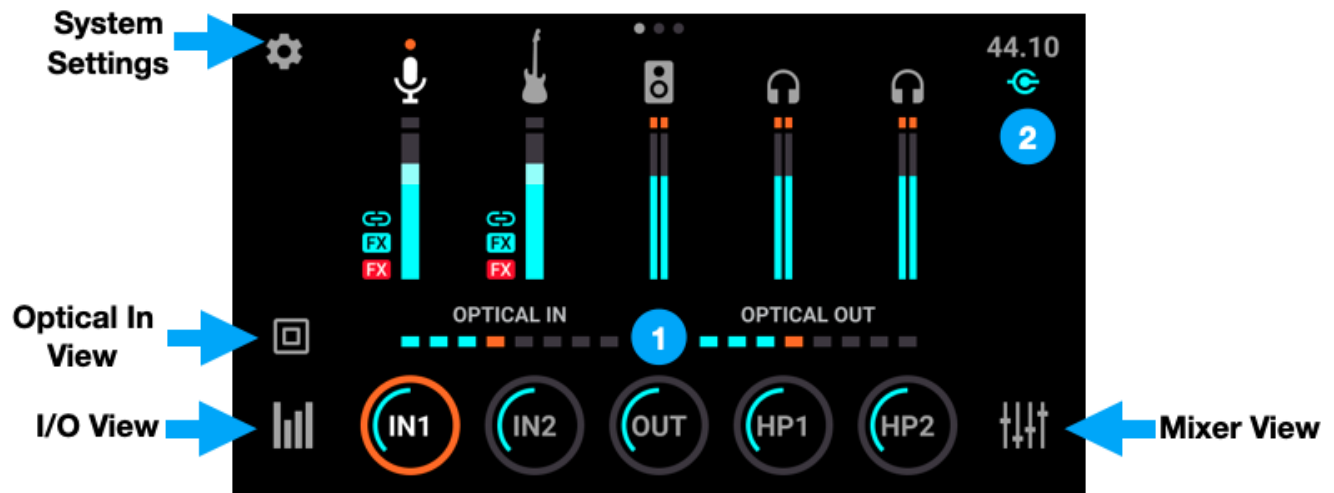 System
Settings
44.10
2
FX
FX
FX
FX
Optical In
View
OPTICAL IN
1
OPTICAL OUT
I/O View
IN1
IN2
OUT
HP1
HP2
Mixer View